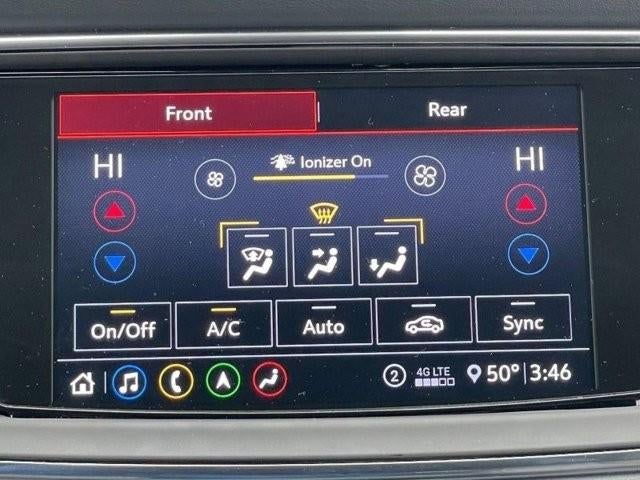 Front Rear
HI HI
Ionizer On
On/Off A/C Auto Sync
2 4G LTE 50° 3:46